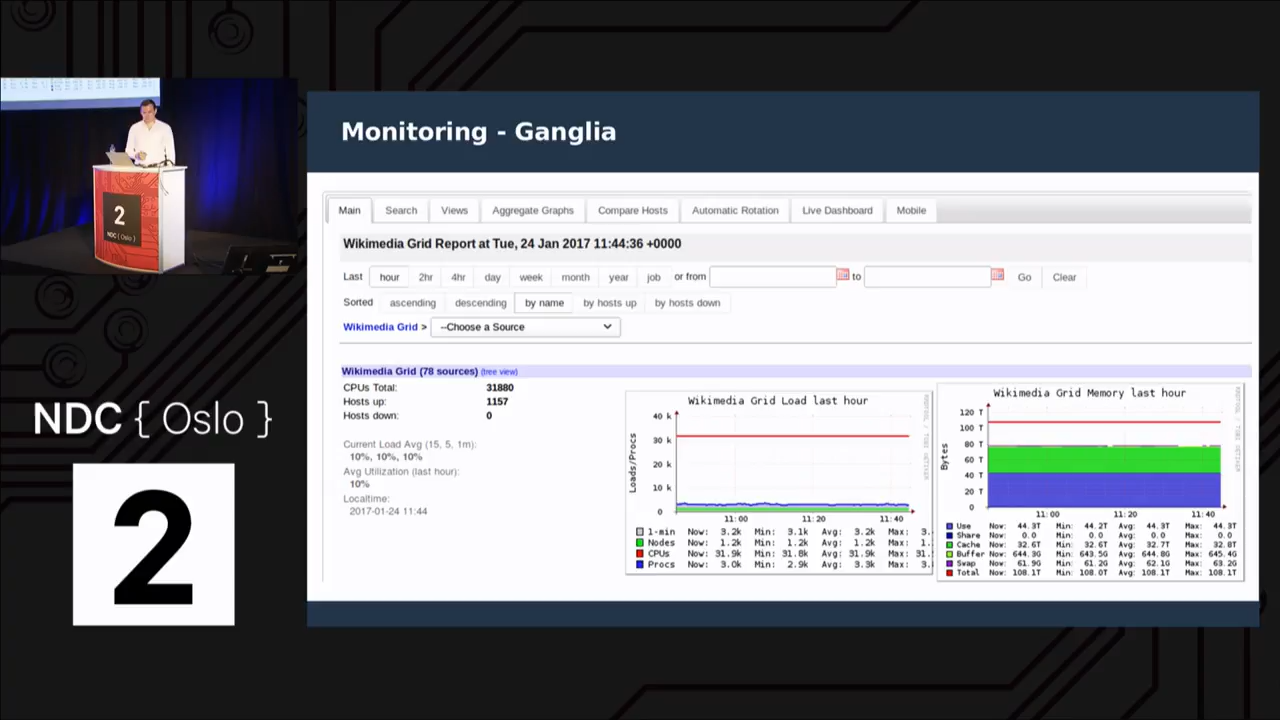 Monitoring - Ganglia
Main Search Views Aggregate Graphs Compare Hosts Automatic Rotation Live Dashboard Mobile
Wikimedia Grid Report at Tue, 24 Jan 2017 11:44:36 +0000
Last hour 2hr 4hr day week month year job or from to Go Clear
Sorted ascending descending by name by hosts up by hosts down
Wikimedia Grid > --Choose a Source
Wikimedia Grid (78 sources) (tree view)
CPUs Total: 31880
Hosts up: 1157
Hosts down: 0
Current Load Avg (15, 5, 1m):
10%, 10%, 10%
Avg Utilization (last hour):
10%
Localtime:
2017-01-24 11:44
Wikimedia Grid Load last hour
Loads/Procs
40 k
30 k
20 k
10 k
0
11:00 11:20 11:40
1-min Now: 3.2k Min: 3.1k Avg: 3.2k Max: 3.
Nodes Now: 1.2k Min: 1.2k Avg: 1.2k Max: 1.
CPUs Now: 31.9k Min: 31.8k Avg: 31.9k Max: 31.
Procs Now: 3.0k Min: 2.9k Avg: 3.3k Max: 3.
Wikimedia Grid Memory last hour
Bytes
120 T
100 T
80 T
60 T
40 T
20 T
0
11:00 11:20 11:40
Use Now: 44.3T Min: 44.2T Avg: 44.3T Max: 44.3T
Share Now: 0.0 Min: 0.0 Avg: 0.0 Max: 0.0
Cache Now: 32.6T Min: 32.6T Avg: 32.7T Max: 32.8T
Buffer Now: 644.3G Min: 643.5G Avg: 644.8G Max: 645.4G
Swap Now: 61.9G Min: 61.2G Avg: 62.1G Max: 63.2G
Total Now: 108.1T Min: 108.0T Avg: 108.1T Max: 108.1T
2
NDC { Oslo }
NDC { Oslo }
2